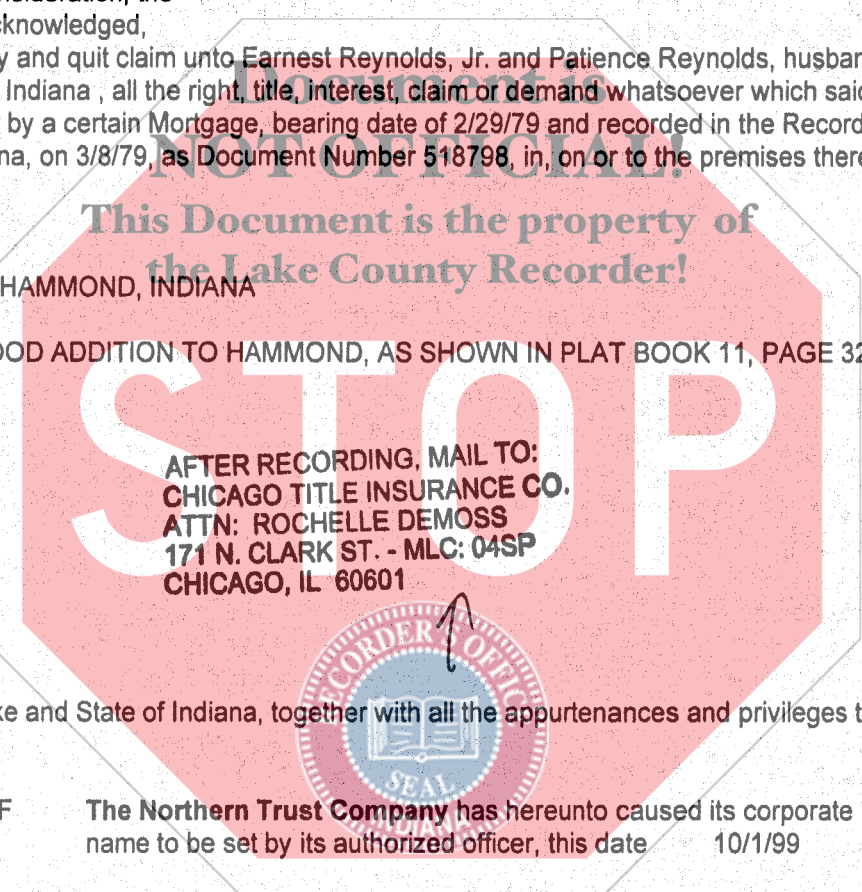 nsideration, the
cknowledged,
y and quit claim unto Earnest Reynolds, Jr. and Patience Reynolds, husban
Indiana , all the right, title, interest, claim or demand whatsoever which said
by a certain Mortgage, bearing date of 2/29/79 and recorded in the Record
na, on 3/8/79, as Document Number 518798, in, on or to the premises there
Document is
NOT OFFICIAL!
This Document is the property of
the Lake County Recorder!
HAMMOND, INDIANA
OOD ADDITION TO HAMMOND, AS SHOWN IN PLAT BOOK 11, PAGE 32
STOP
AFTER RECORDING, MAIL TO:
CHICAGO TITLE INSURANCE CO.
ATTN: ROCHELLE DEMOSS
171 N. CLARK ST. - MLC: 04SP
CHICAGO, IL 60601
RECORDER'S OFFIC
SEAL
INDIANA
ke and State of Indiana, together with all the appurtenances and privileges t
F The Northern Trust Company has hereunto caused its corporate
name to be set by its authorized officer, this date 10/1/99